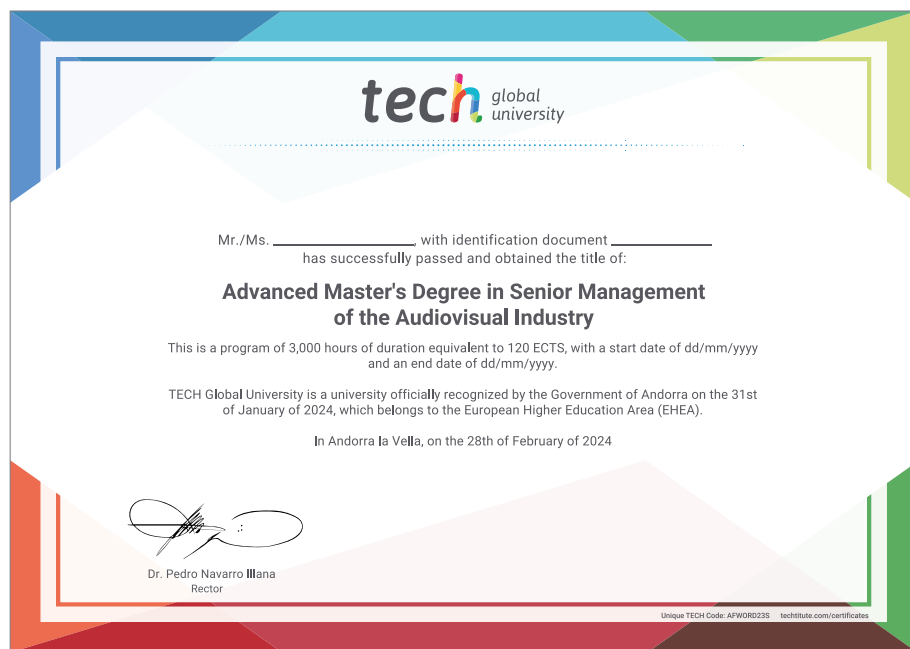 tech global
university
Mr./Ms. ____________, with identification document ____________
has successfully passed and obtained the title of:
Advanced Master's Degree in Senior Management
of the Audiovisual Industry
This is a program of 3,000 hours of duration equivalent to 120 ECTS, with a start date of dd/mm/yyyy
and an end date of dd/mm/yyyy.
TECH Global University is a university officially recognized by the Government of Andorra on the 31st
of January of 2024, which belongs to the European Higher Education Area (EHEA).
In Andorra la Vella, on the 28th of February of 2024
Dr. Pedro Navarro Illana
Rector
Unique TECH Code: AFWORD23S techtitute.com/certificates